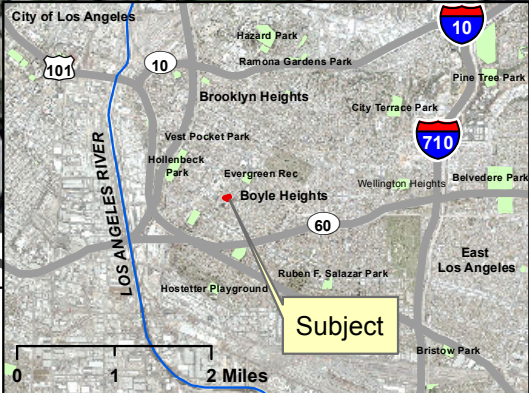 City of Los Angeles
10
Hazard Park
101
10
Ramona Gardens Park
Pine Tree Park
Brooklyn Heights
City Terrace Park
710
Vest Pocket Park
Hollenbeck
Park
Evergreen Rec
Wellington Heights
Belvedere Park
Boyle Heights
LOS ANGELES RIVER
60
East
Los Angeles
Ruben F. Salazar Park
Hostetter Playground
Subject
Bristow Park
0 1 2 Miles